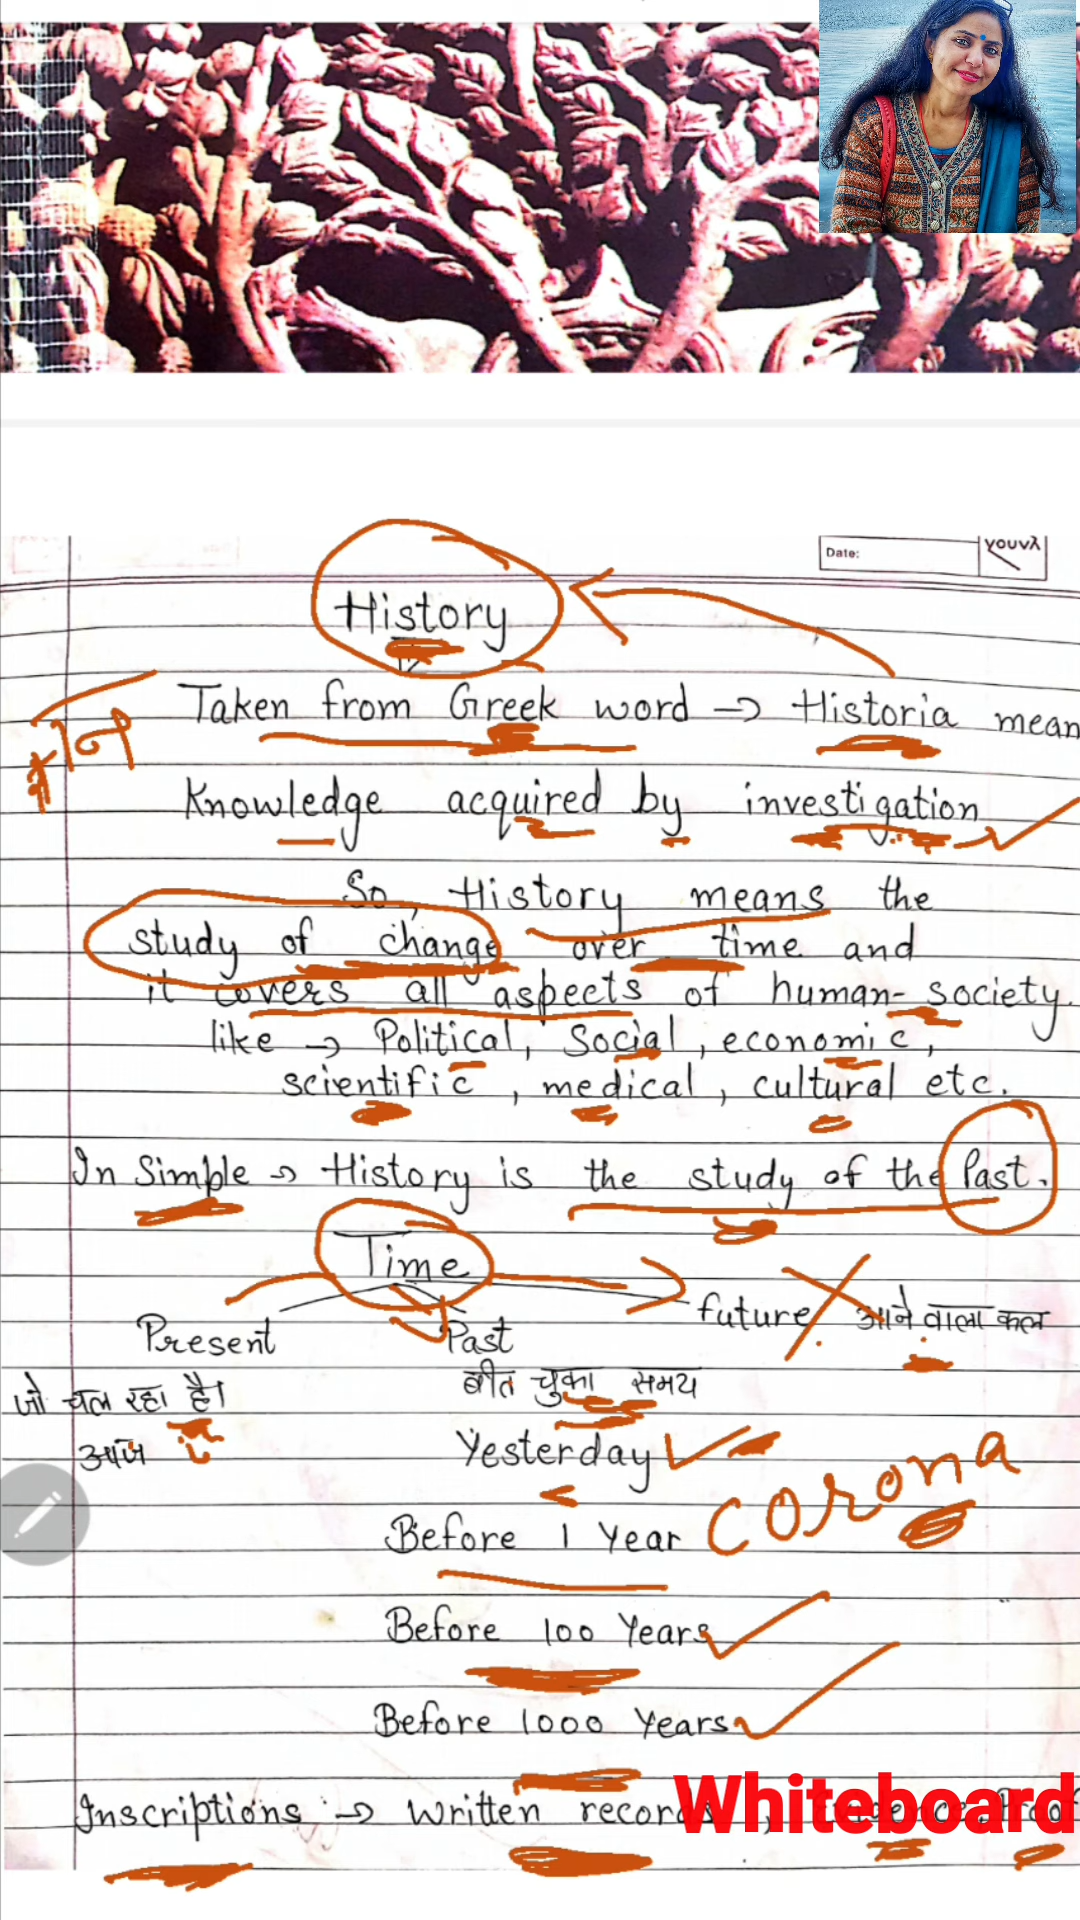 Date:
youva
History
Taken from Greek word → Historia mean
Knowledge acquired by investigation
So, History means the
study of change over time and
it covers all aspects of human-society.
like → Political, Social, economic,
scientific, medical, cultural etc.
In Simple → History is the study of the Past.
Time
Present Past future आने वाला कल
जो चल रहा है। बीत चुका समय
आज Yesterday
corona
Before 1 Year
Before 100 Years
Before 1000 Years
Inscriptions → Written records, Evidence, Proof
Whiteboard